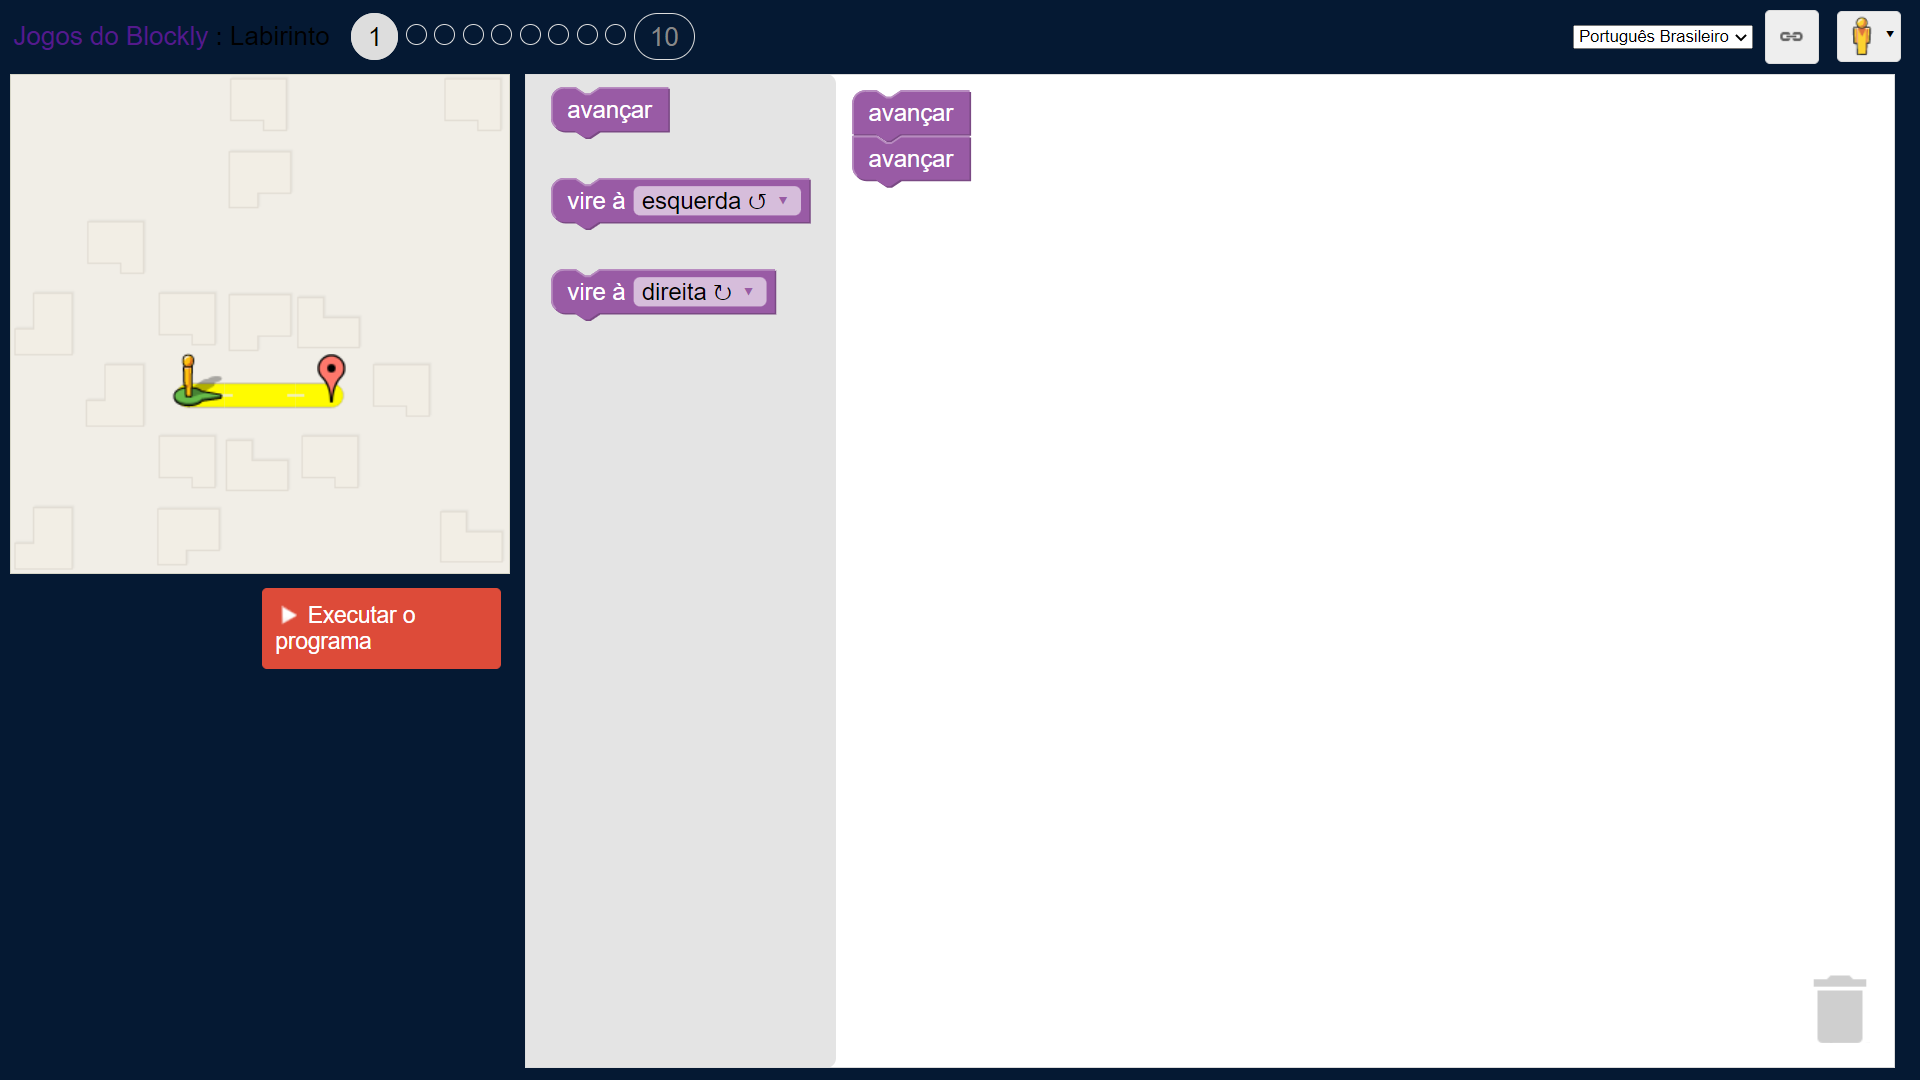 Jogos do Blockly : Labirinto 1 10 Português Brasileiro
avançar
vire à esquerda ↺
vire à direita ↻
avançar
avançar
Executar o
programa